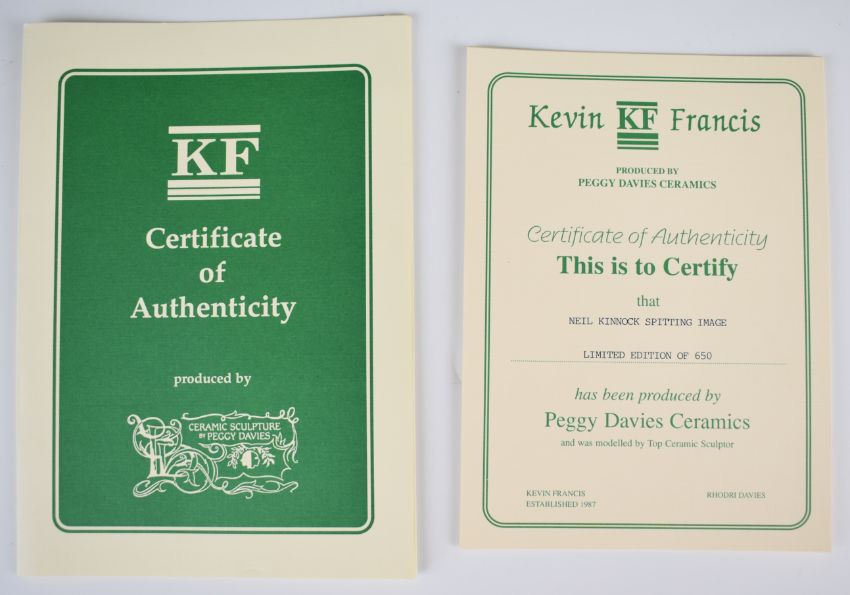 KF
Certificate
of
Authenticity
produced by
CERAMIC SCULPTURE
BY PEGGY DAVIES
Kevin KF Francis
PRODUCED BY
PEGGY DAVIES CERAMICS
Certificate of Authenticity
This is to Certify
that
NEIL KINNOCK SPITTING IMAGE
LIMITED EDITION OF 650
has been produced by
Peggy Davies Ceramics
and was modelled by Top Ceramic Sculptor
KEVIN FRANCIS
ESTABLISHED 1987
RHODRI DAVIES